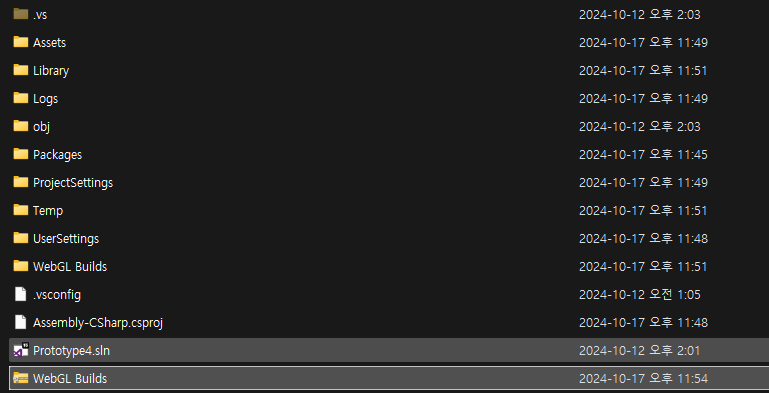 .vs 2024-10-12 오후 2:03
Assets 2024-10-17 오후 11:49
Library 2024-10-17 오후 11:51
Logs 2024-10-17 오후 11:49
obj 2024-10-12 오후 2:03
Packages 2024-10-17 오후 11:45
ProjectSettings 2024-10-17 오후 11:49
Temp 2024-10-17 오후 11:51
UserSettings 2024-10-17 오후 11:48
WebGL Builds 2024-10-17 오후 11:51
.vsconfig 2024-10-12 오전 1:05
Assembly-CSharp.csproj 2024-10-17 오후 11:48
Prototype4.sln 2024-10-12 오후 2:01
WebGL Builds 2024-10-17 오후 11:54